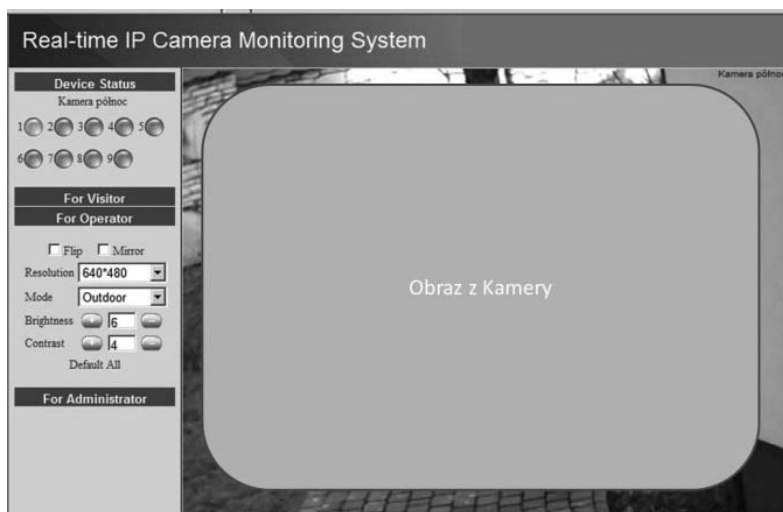 Real-time IP Camera Monitoring System
Device Status
Kamera północ
1 2 3 4 5
6 7 8 9
For Visitor
For Operator
Flip Mirror
Resolution 640*480
Mode Outdoor
Brightness + 6 -
Contrast + 4 -
Default All
For Administrator
Kamera północ
Obraz z Kamery